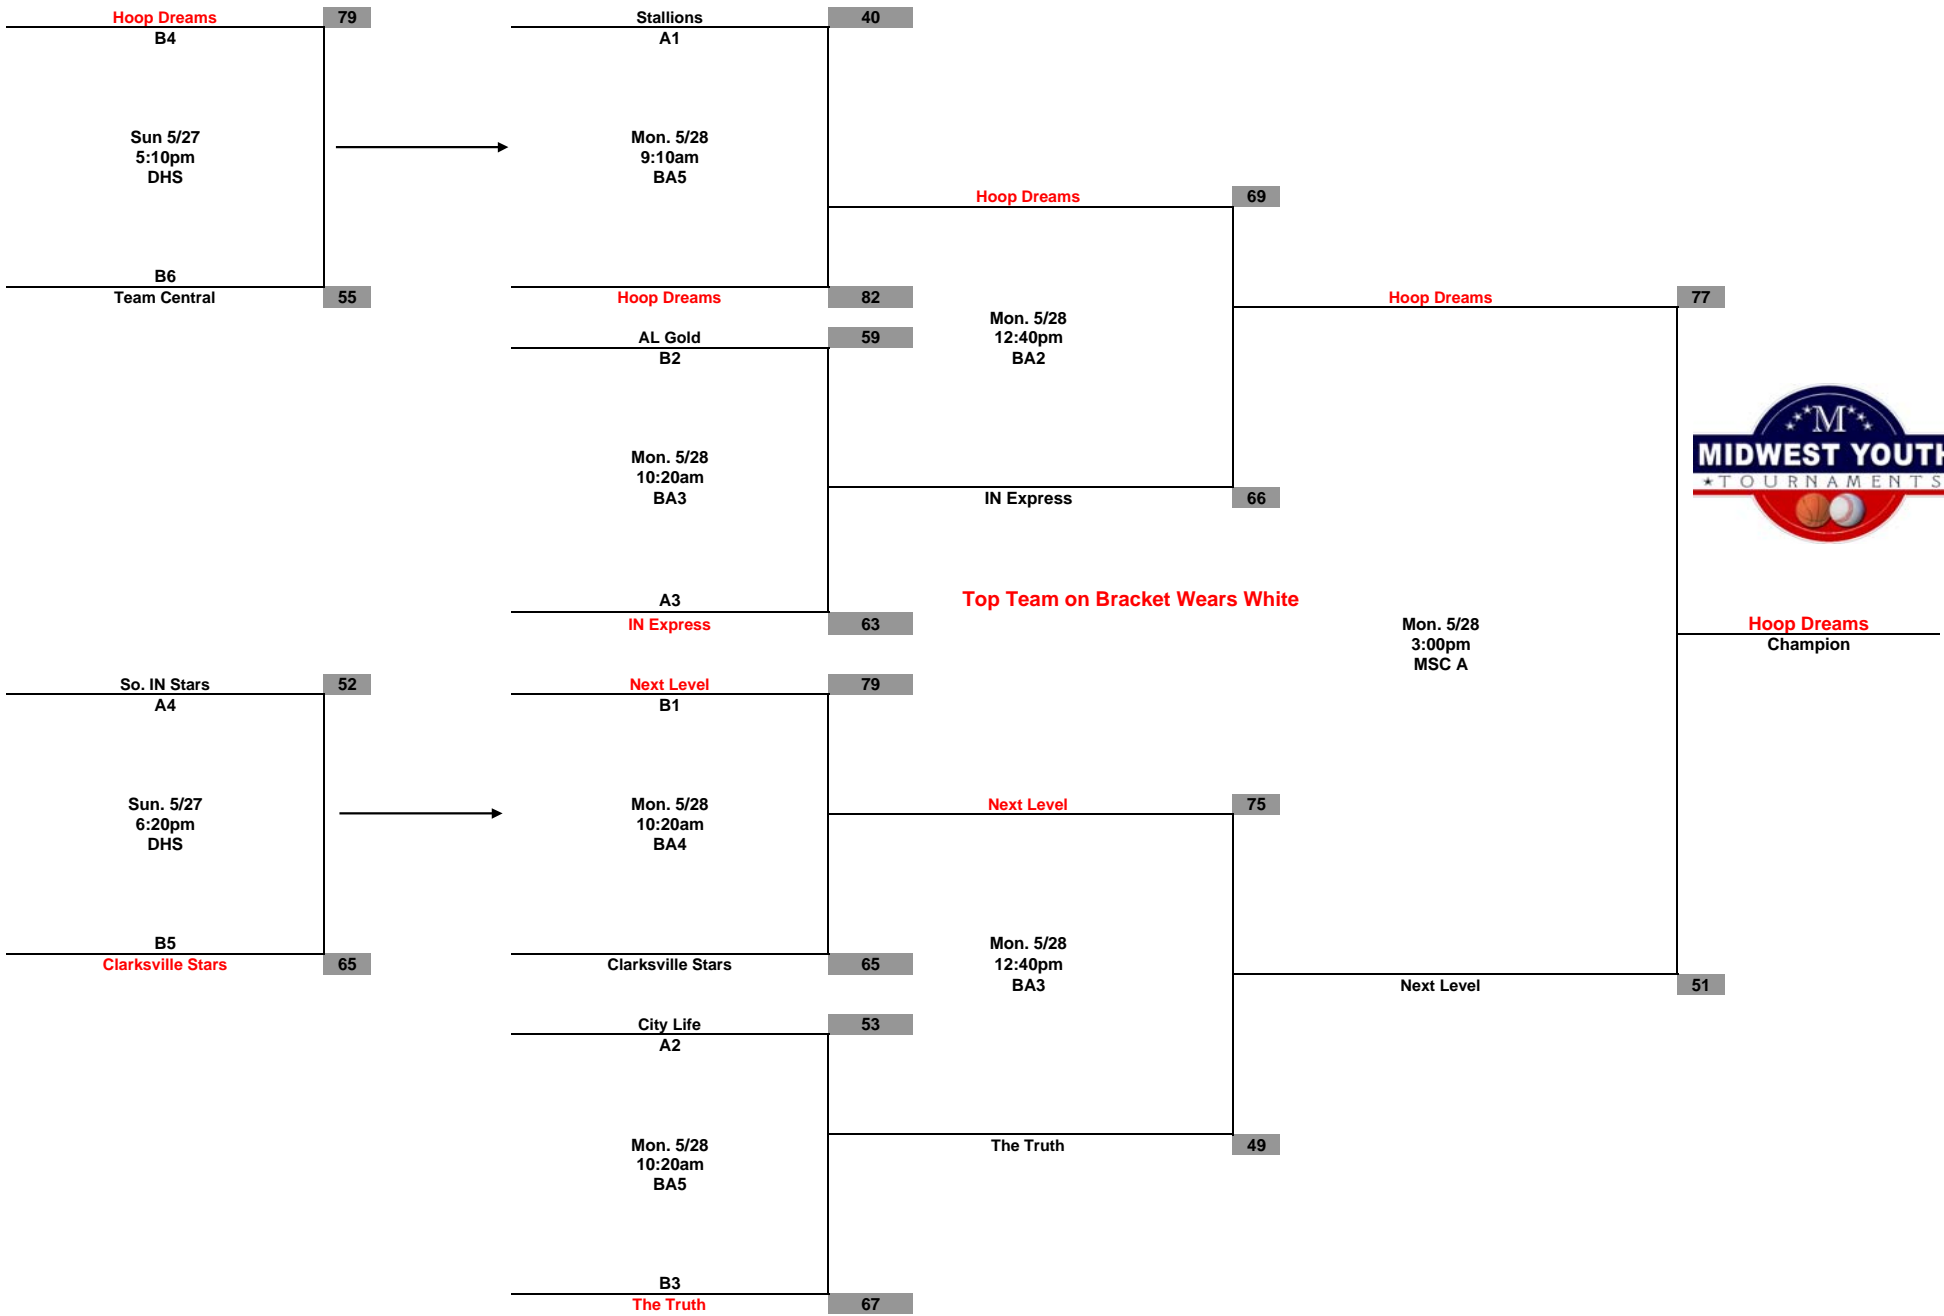 Hoop Dreams 79
B4
Sun 5/27
5:10pm
DHS
B6
Team Central 55
Stallions 40
A1
Mon. 5/28
9:10am
BA5
Hoop Dreams 82
AL Gold 59
B2
Mon. 5/28
10:20am
BA3
A3
IN Express 63
Hoop Dreams 69
Mon. 5/28
12:40pm
BA2
IN Express 66
Top Team on Bracket Wears White
Hoop Dreams 77
Mon. 5/28
3:00pm
MSC A
M
MIDWEST YOUTH
TOURNAMENTS
Hoop Dreams
Champion
So. IN Stars 52
A4
Sun. 5/27
6:20pm
DHS
B5
Clarksville Stars 65
Next Level 79
B1
Mon. 5/28
10:20am
BA4
Clarksville Stars 65
City Life 53
A2
Mon. 5/28
10:20am
BA5
B3
The Truth 67
Next Level 75
Mon. 5/28
12:40pm
BA3
The Truth 49
Next Level 51